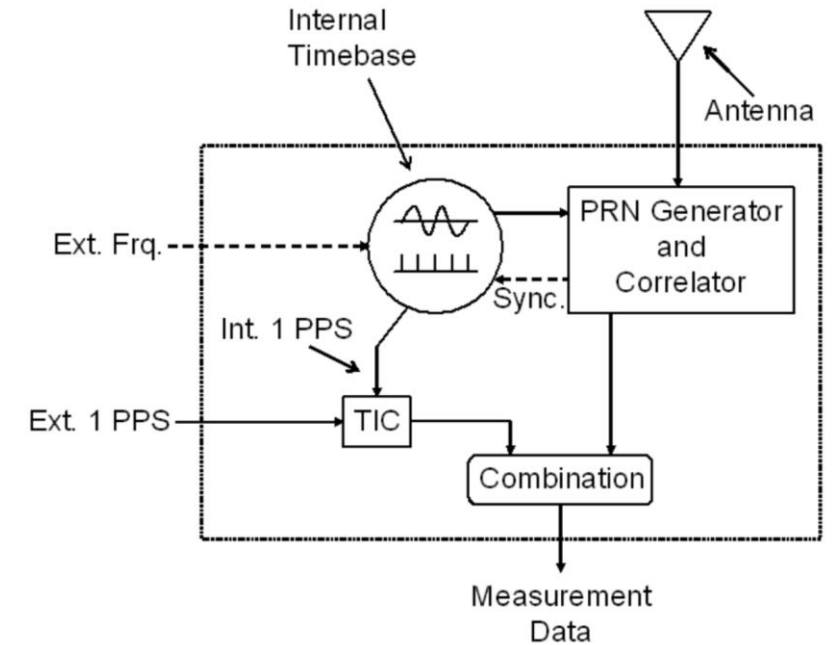 Internal
Timebase
Antenna
PRN Generator
and
Correlator
Ext. Frq.
Sync.
Int. 1 PPS
Ext. 1 PPS
TIC
Combination
Measurement
Data